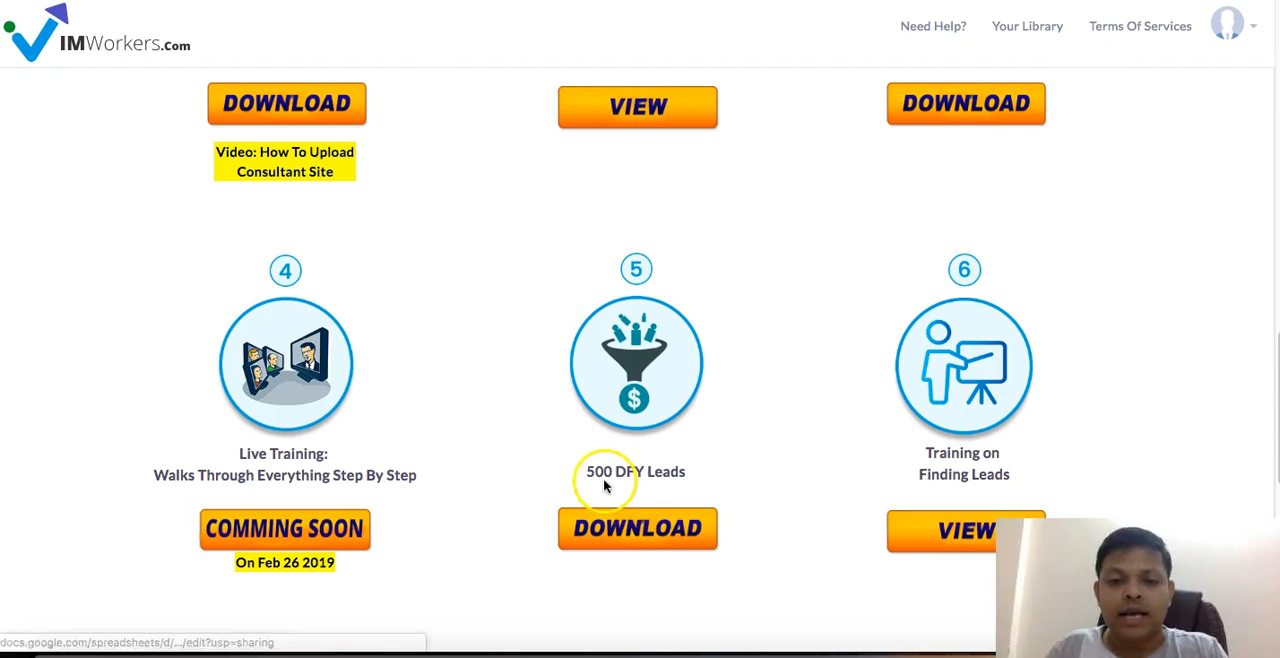 IMWorkers.com
Need Help?
Your Library
Terms Of Services
DOWNLOAD
VIEW
DOWNLOAD
Video: How To Upload
Consultant Site
4
5
6
Live Training:
Walks Through Everything Step By Step
500 DFY Leads
Training on
Finding Leads
COMMING SOON
DOWNLOAD
VIEW
On Feb 26 2019
$
docs.google.com/spreadsheets/d/.../edit?usp=sharing